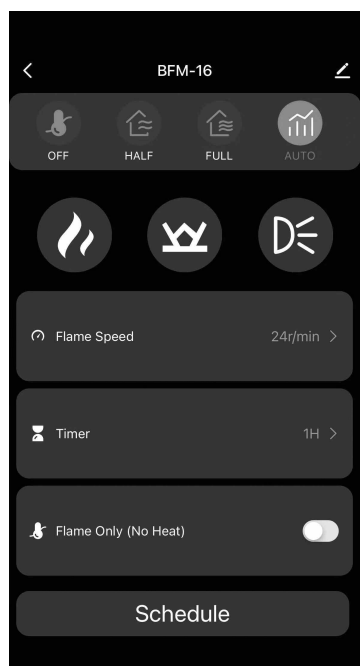 BFM-16
OFF HALF FULL AUTO
Flame Speed 24r/min
Timer 1H
Flame Only (No Heat)
Schedule